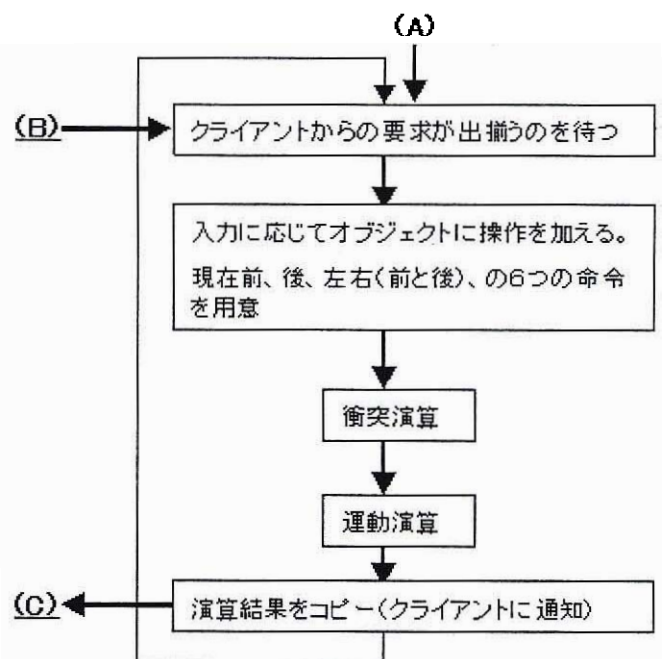 (A)
(B)
クライアントからの要求が出揃うのを待つ
入力に応じてオブジェクトに操作を加える。
現在前、後、左右(前と後)、の6つの命令
を用意
衝突演算
運動演算
(C)
演算結果をコピー(クライアントに通知)